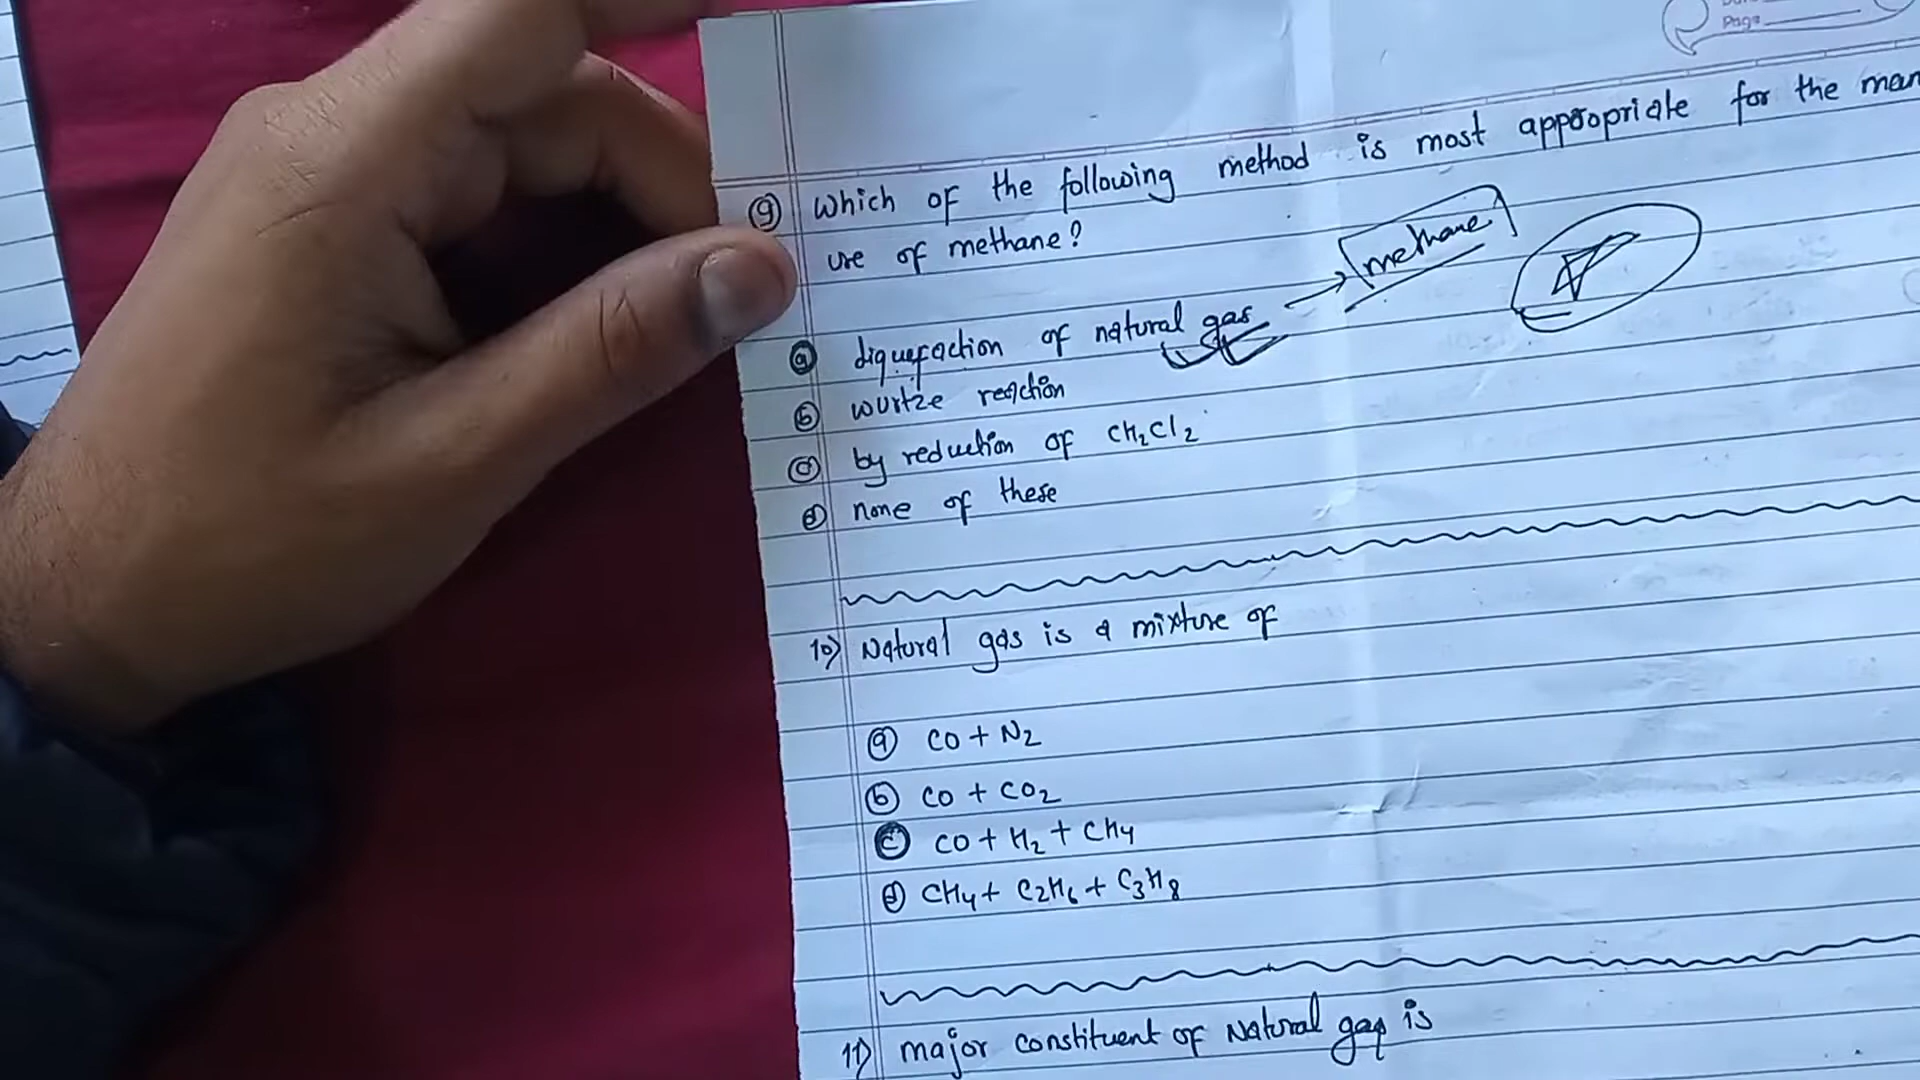 Page
9 Which of the following method is most appropriate for the man
ure of methane?
methane
a liquefaction of natural gas
b wurtze reaction
c by reduction of CH2Cl2
d none of these
10) Natural gas is a mixture of
a CO + N2
b CO + CO2
c CO + H2 + CH4
d CH4 + C2H6 + C3H8
11) major constituent of Natural gas is